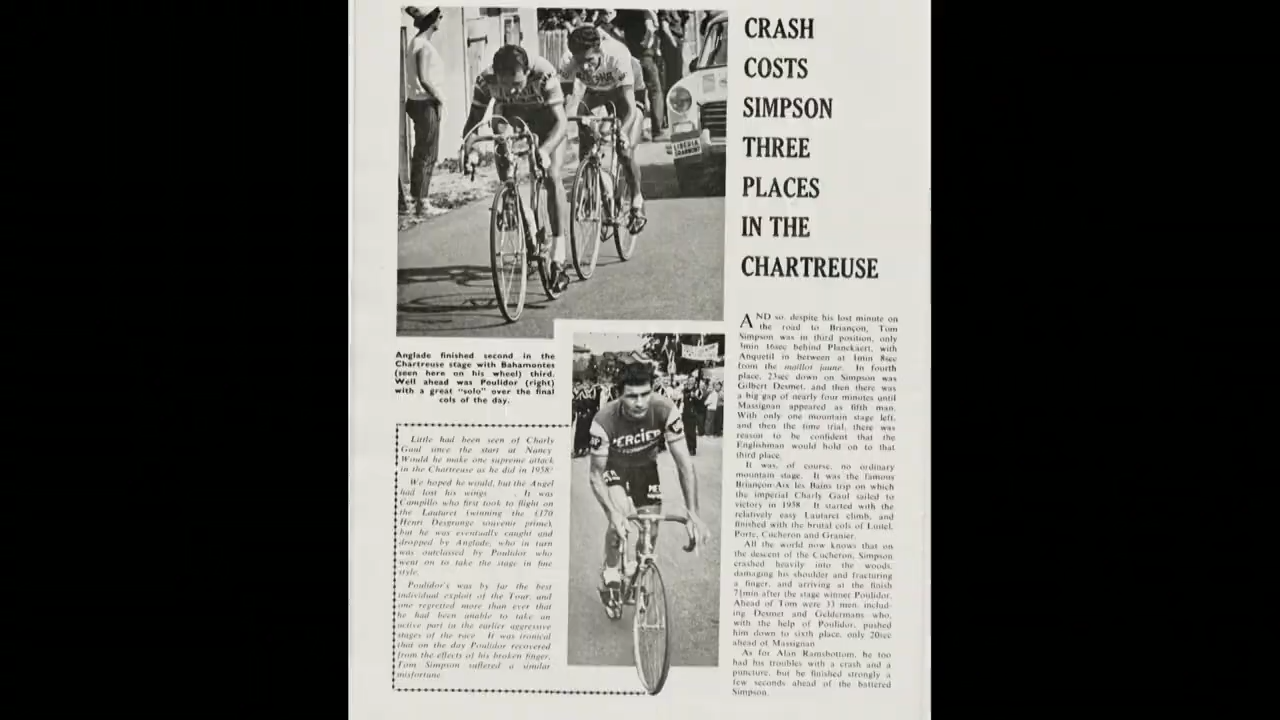 CRASH
COSTS
SIMPSON
THREE
PLACES
IN THE
CHARTREUSE
LIBERIA
GRAMMONT
Anglade finished second in the
Chartreuse stage with Bahamontes
(seen here on his wheel) third.
Well ahead was Poulidor (right)
with a great "solo" over the final
cols of the day.
Little had been seen of Charly
Gaul since the start at Nancy
Would he make one supreme attack
in the Chartreuse as he did in 1958?
We hoped he would, but the Angel
had lost his wings . It was
Campillo who first took to flight on
the Lautaret (winning the £170
Henri Desgrange souvenir prime),
but he was eventually caught and
dropped by Anglade, who in turn
was outclassed by Poulidor who
went on to take the stage in fine
style.
Poulidor's was by far the best
individual exploit of the Tour, and
one regretted more than ever that
he had been unable to take an
active part in the earlier aggressive
stages of the race It was ironical
that on the day Poulidor recovered
from the effects of his broken finger,
Tom Simpson suffered a similar
misfortune.
MERCIER
AND so, despite his lost minute on
the road to Briançon, Tom
Simpson was in third position, only
1min 16sec behind Planckaert, with
Anquetil in between at 1min 8sec
from the maillot jaune. In fourth
place, 23sec down on Simpson was
Gilbert Desmet, and then there was
a big gap of nearly four minutes until
Massignan appeared as fifth man.
With only one mountain stage left,
and then the time trial, there was
reason to be confident that the
Englishman would hold on to that
third place.
It was, of course, no ordinary
mountain stage. It was the famous
Briançon-Aix les Bains trip on which
the imperial Charly Gaul sailed to
victory in 1958 It started with the
relatively easy Lautaret climb, and
finished with the brutal cols of Luitel,
Porte, Cucheron and Granier.
All the world now knows that on
the descent of the Cucheron, Simpson
crashed heavily into the woods,
damaging his shoulder and fracturing
a finger, and arriving at the finish
7½min after the stage winner Poulidor.
Ahead of Tom were 33 men, includ-
ing Desmet and Geldermans who,
with the help of Poulidor, pushed
him down to sixth place, only 20sec
ahead of Massignan
As for Alan Ramsbottom, he too
had his troubles with a crash and a
puncture, but he finished strongly a
few seconds ahead of the battered
Simpson.